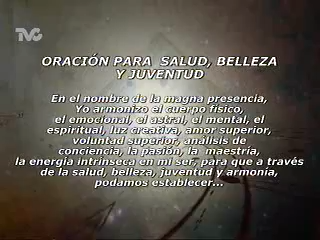 TVG
ORACIÓN PARA SALUD, BELLEZA
Y JUVENTUD
En el nombre de la magna presencia,
Yo armonizo el cuerpo físico,
el emocional, el astral, el mental, el
espiritual, luz creativa, amor superior,
voluntad superior, análisis de
conciencia, la pasión, la maestría,
la energía intrínseca en mi ser, para que a través
de la salud, belleza, juventud y armonía,
podamos establecer...